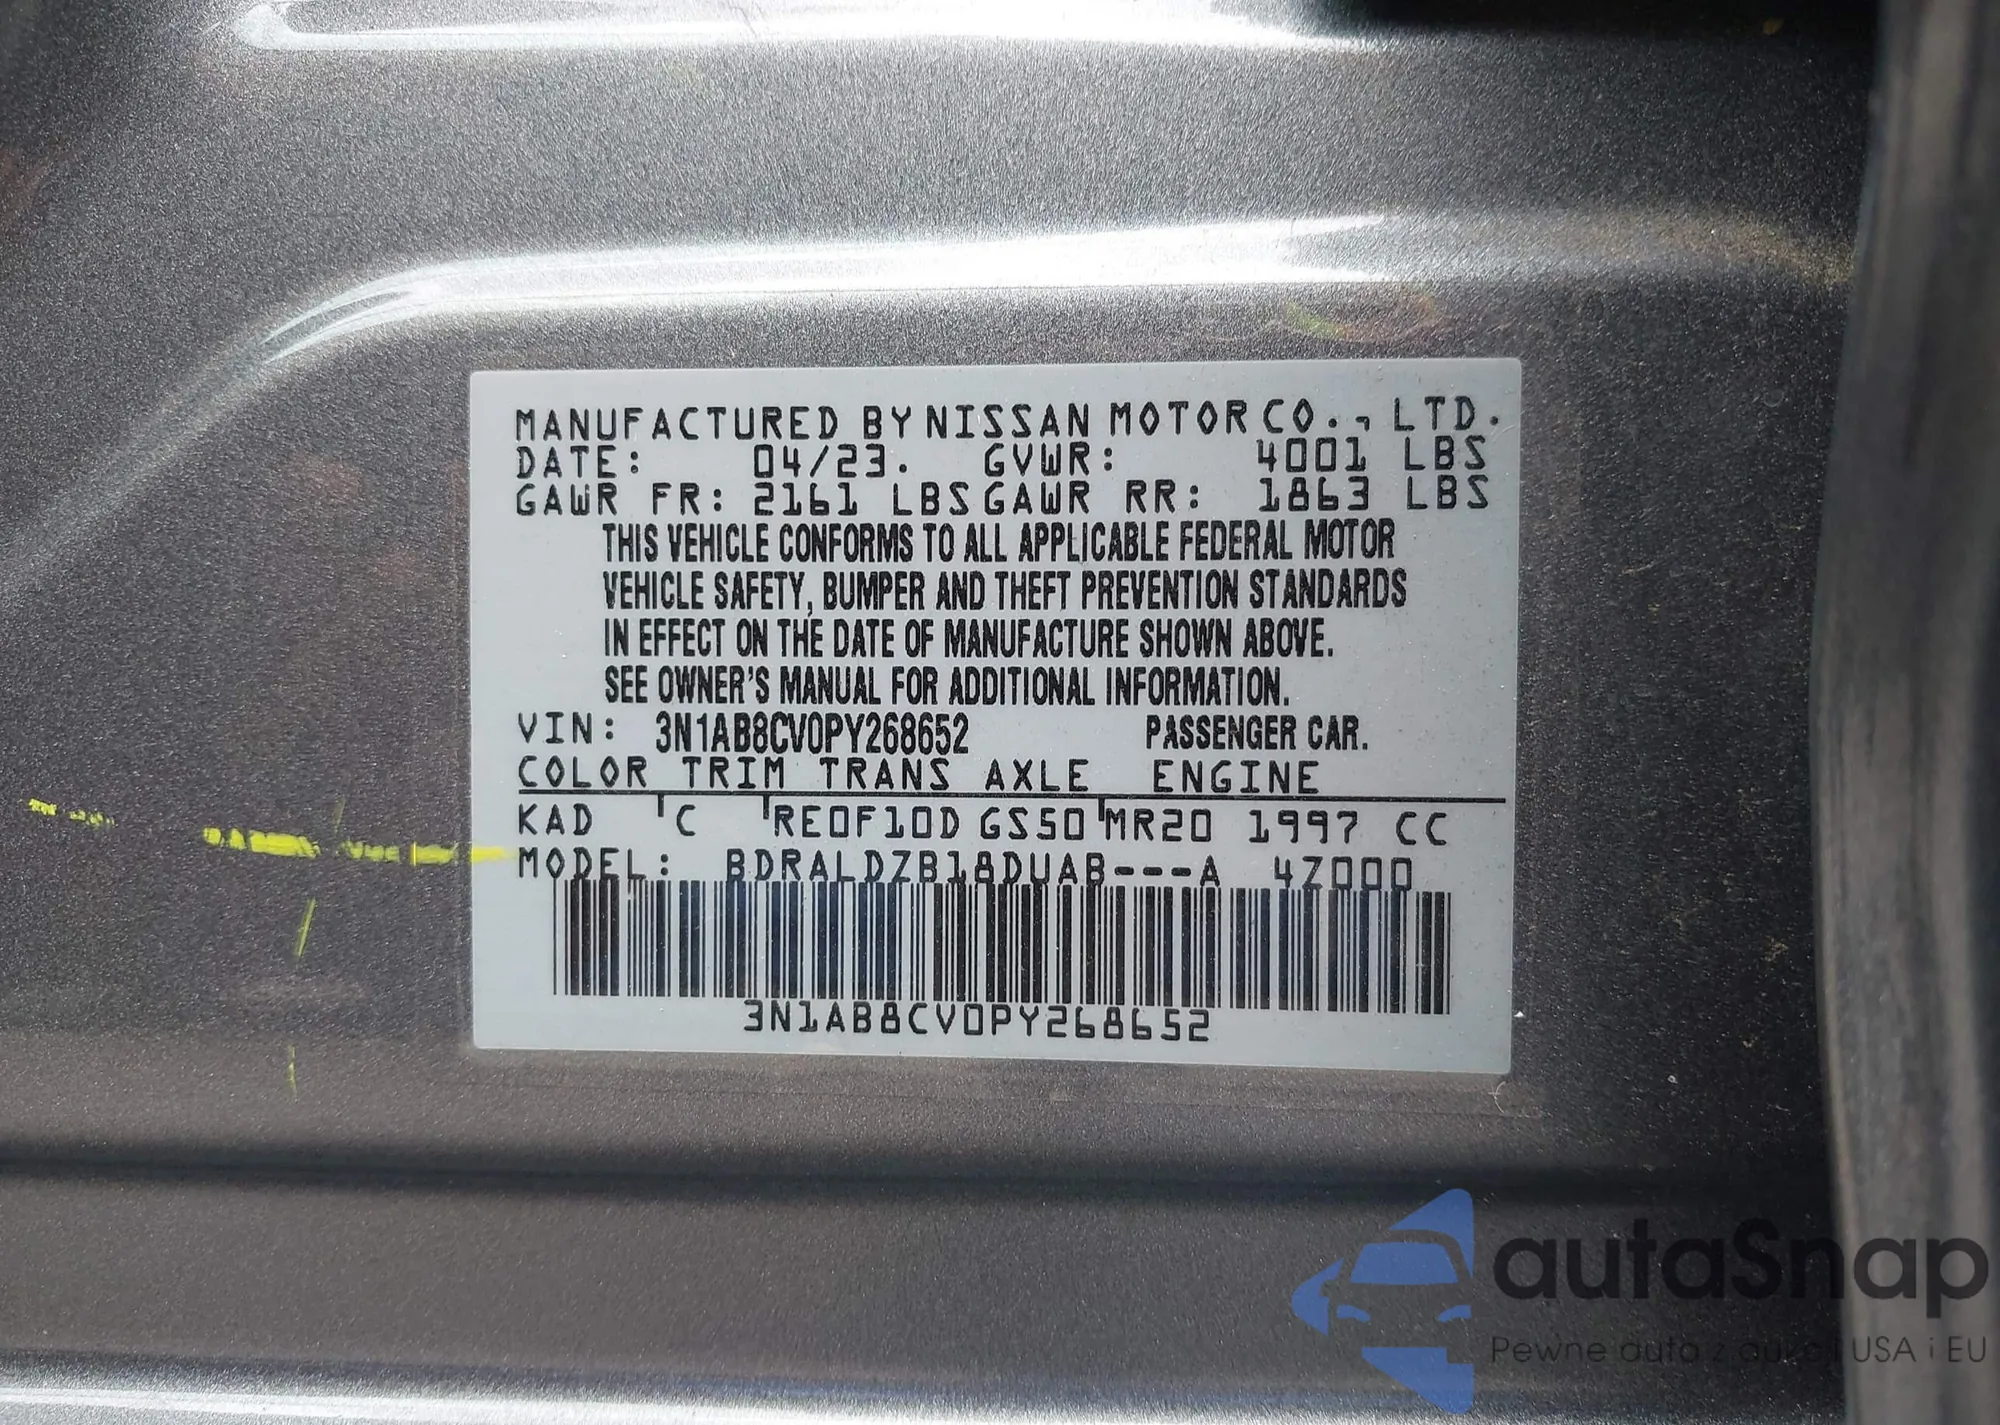 MANUFACTURED BY NISSAN MOTOR CO., LTD.
DATE: 04/23. GVWR: 4001 LBS
GAWR FR: 2161 LBS GAWR RR: 1863 LBS
THIS VEHICLE CONFORMS TO ALL APPLICABLE FEDERAL MOTOR
VEHICLE SAFETY, BUMPER AND THEFT PREVENTION STANDARDS
IN EFFECT ON THE DATE OF MANUFACTURE SHOWN ABOVE.
SEE OWNER'S MANUAL FOR ADDITIONAL INFORMATION.
VIN: 3N1AB8CV0PY268652 PASSENGER CAR.
COLOR TRIM TRANS AXLE ENGINE
KAD C RE0F10D GS50 MR20 1997 CC
MODEL: BDRALDZB18DUAB---A 4Z000
3N1AB8CV0PY268652
autaSnap
Pewne auta z aukcji USA i EU